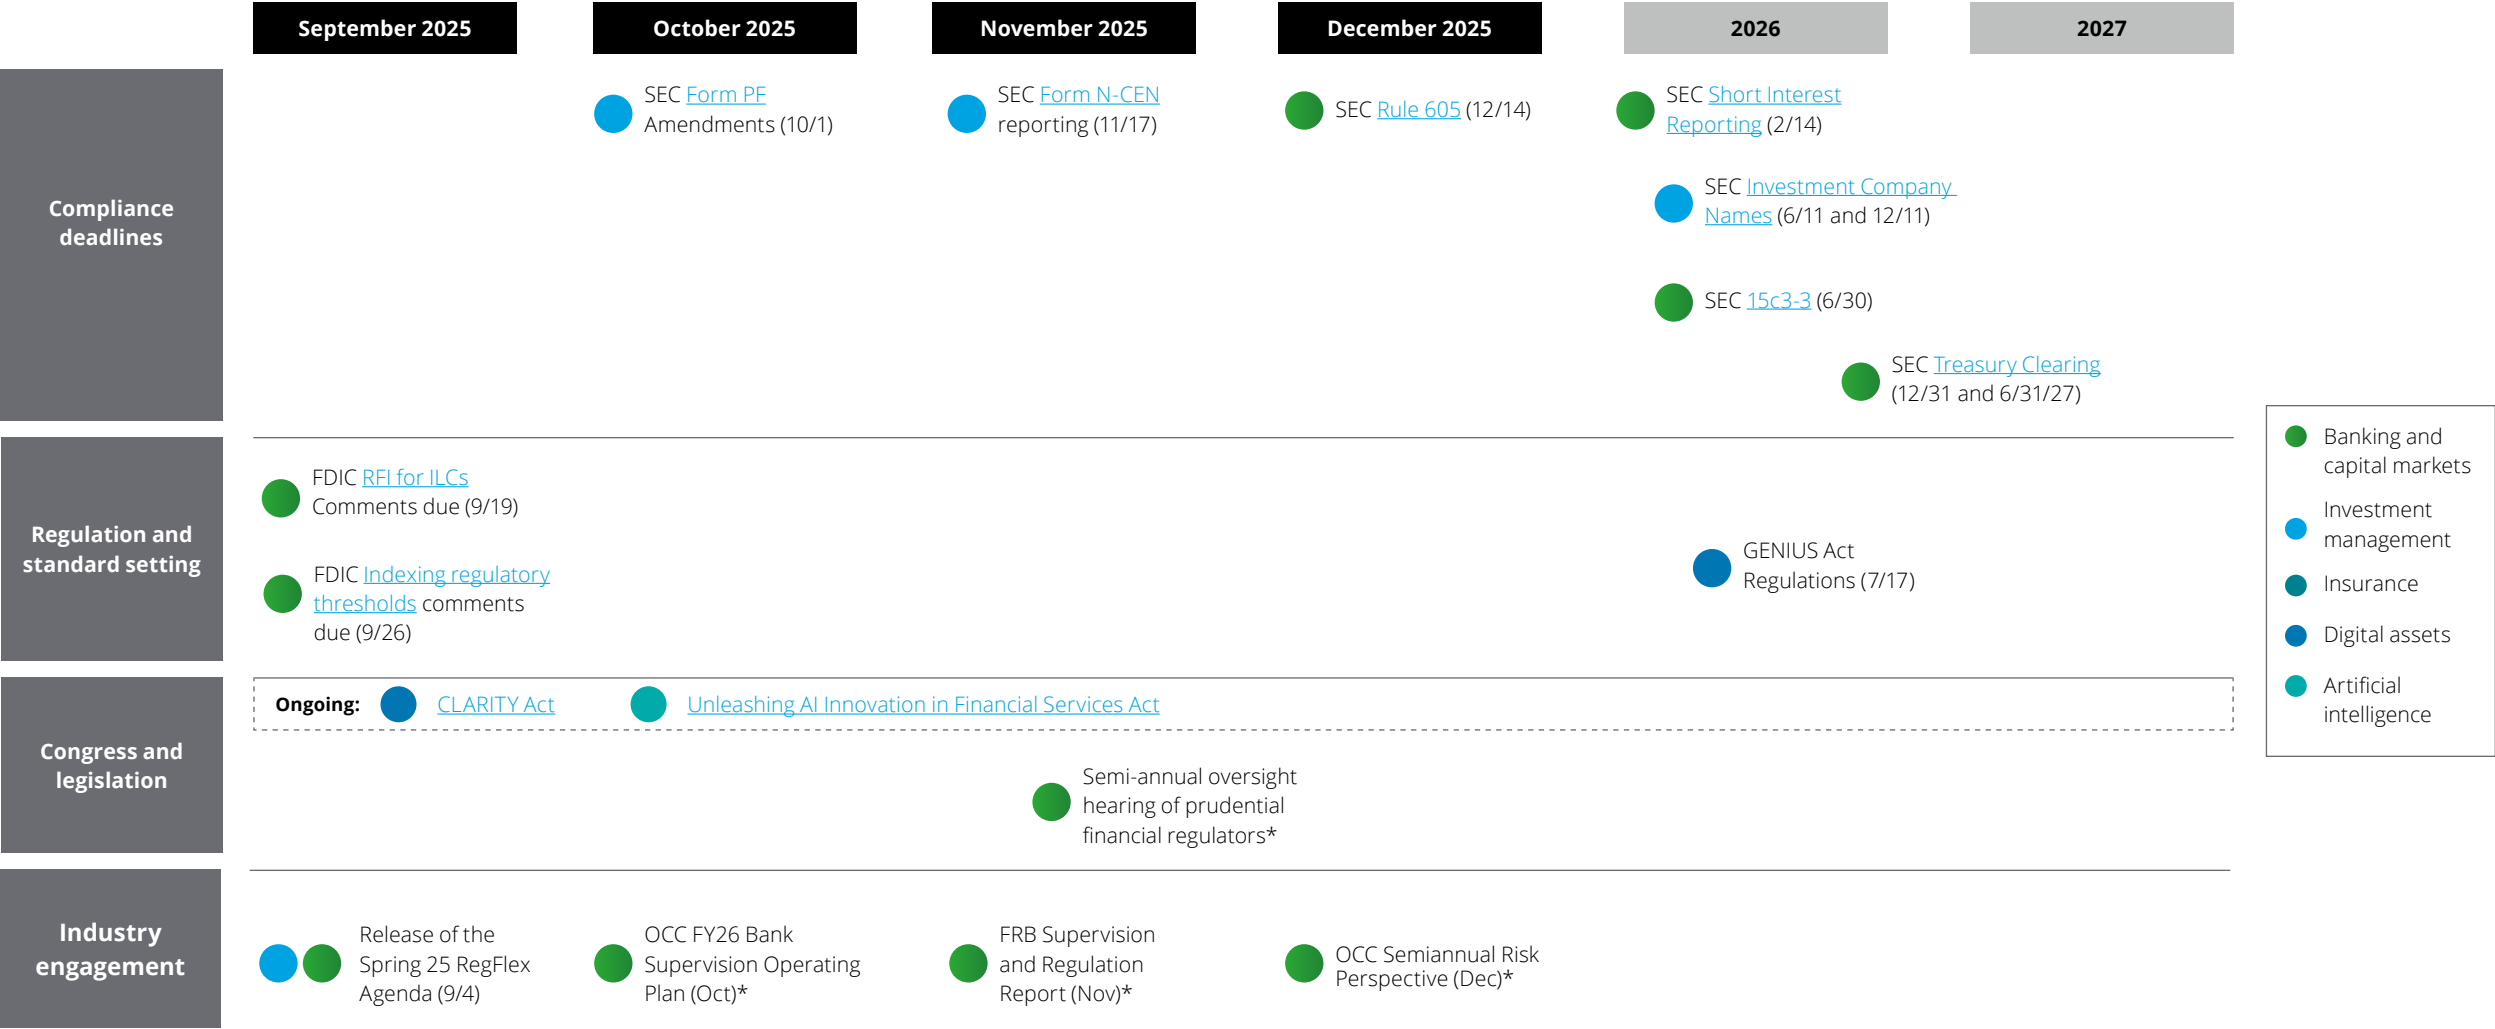 September 2025
October 2025
November 2025
December 2025
2026
2027
Compliance
deadlines
SEC Form PF
Amendments (10/1)
SEC Form N-CEN
reporting (11/17)
SEC Rule 605 (12/14)
SEC Short Interest
Reporting (2/14)
SEC Investment Company
Names (6/11 and 12/11)
SEC 15c3-3 (6/30)
SEC Treasury Clearing
(12/31 and 6/31/27)
Regulation and
standard setting
FDIC RFI for ILCs
Comments due (9/19)
FDIC Indexing regulatory
thresholds comments
due (9/26)
GENIUS Act
Regulations (7/17)
Congress and
legislation
Ongoing:
CLARITY Act
Unleashing AI Innovation in Financial Services Act
Semi-annual oversight
hearing of prudential
financial regulators*
Industry
engagement
Release of the
Spring 25 RegFlex
Agenda (9/4)
OCC FY26 Bank
Supervision Operating
Plan (Oct)*
FRB Supervision
and Regulation
Report (Nov)*
OCC Semiannual Risk
Perspective (Dec)*
Banking and
capital markets
Investment
management
Insurance
Digital assets
Artificial
intelligence